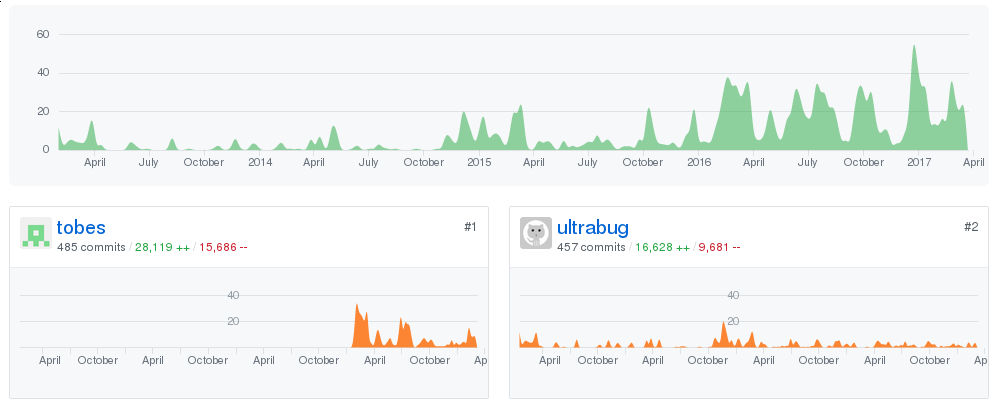 60
40
20
0
April July October 2014 April July October 2015 April July October 2016 April July October 2017 April
tobes #1
485 commits / 28,119 ++ / 15,686 --
40
20
April October April October April October April October Ap
ultrabug #2
457 commits / 16,628 ++ / 9,681 --
40
20
April October April October April October April October Ap